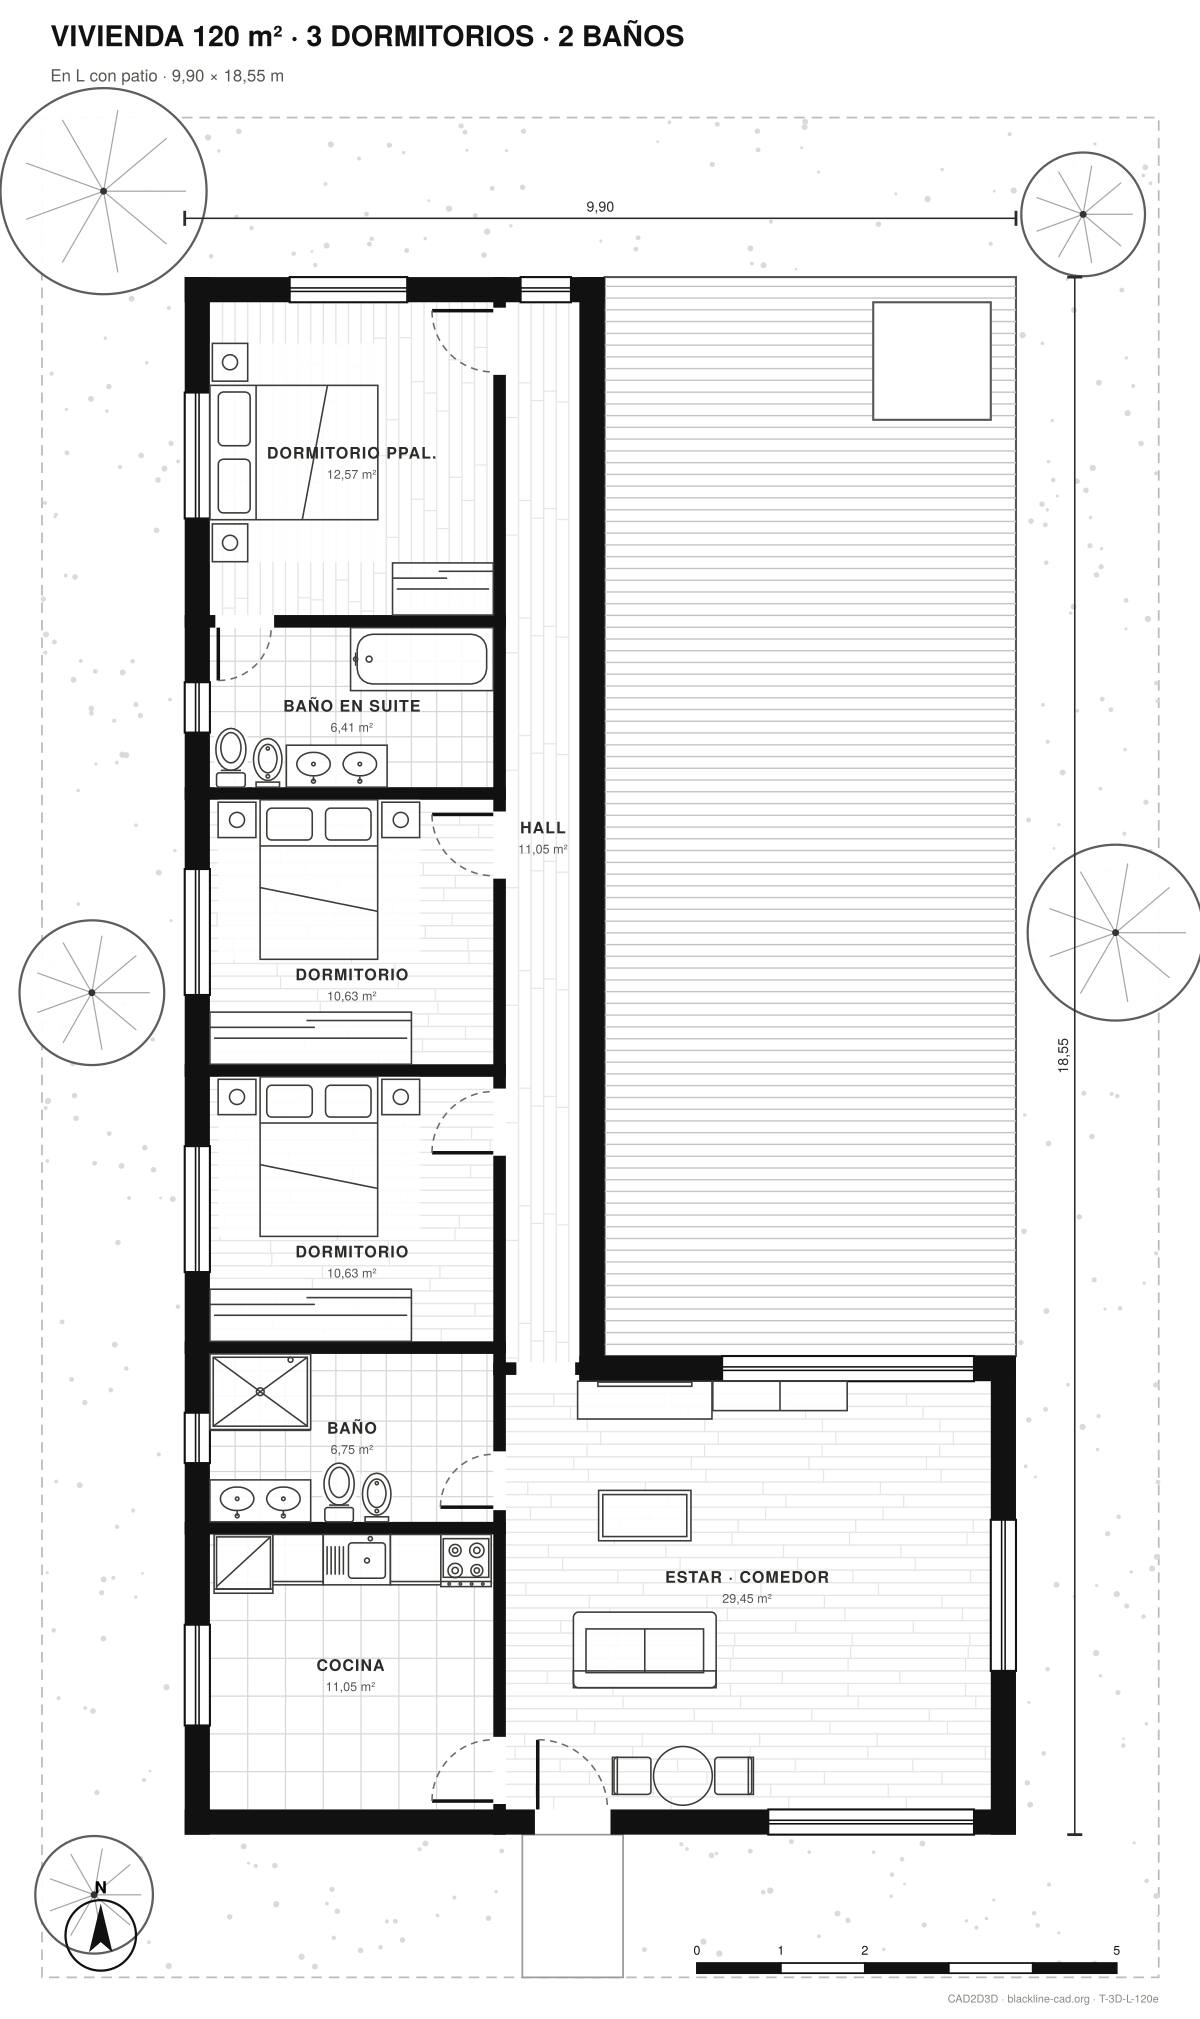 VIVIENDA 120 m² · 3 DORMITORIOS · 2 BAÑOS
En L con patio · 9,90 × 18,55 m
9,90
DORMITORIO PPAL.
12,57 m²
BAÑO EN SUITE
6,41 m²
HALL
11,05 m²
DORMITORIO
10,63 m²
18,55
DORMITORIO
10,63 m²
BAÑO
6,75 m²
ESTAR · COMEDOR
29,45 m²
COCINA
11,05 m²
N
0 1 2 5
CAD2D3D · blackline-cad.org · T-3D-L-120e